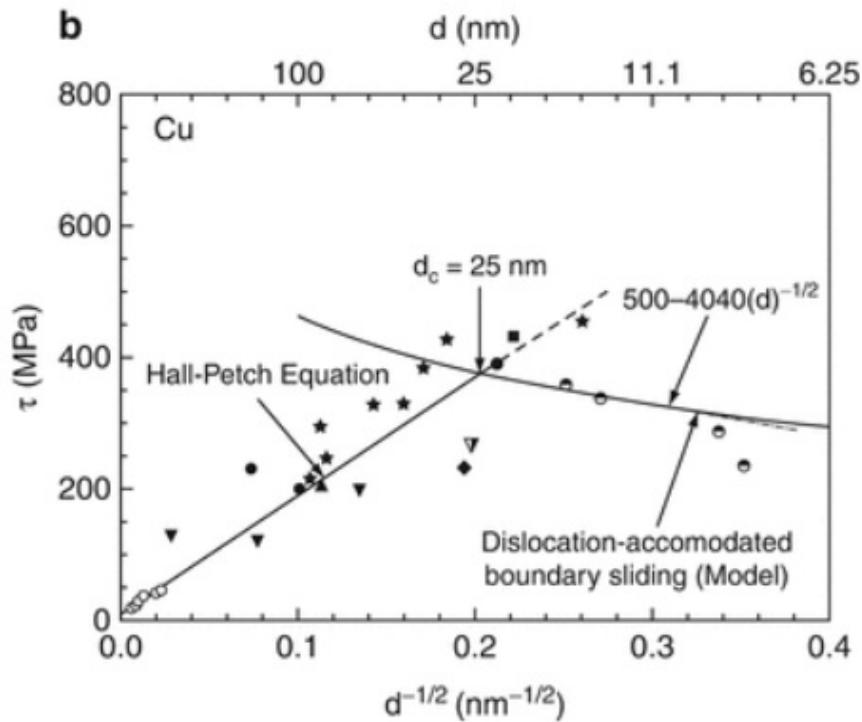 b
d (nm)
100 25 11.1 6.25
800
Cu
600
d_c = 25 nm
500–4040(d)^–1/2
τ (MPa)
400
Hall-Petch Equation
200
Dislocation-accomodated
boundary sliding (Model)
0
0.0 0.1 0.2 0.3 0.4
d^–1/2 (nm^–1/2)